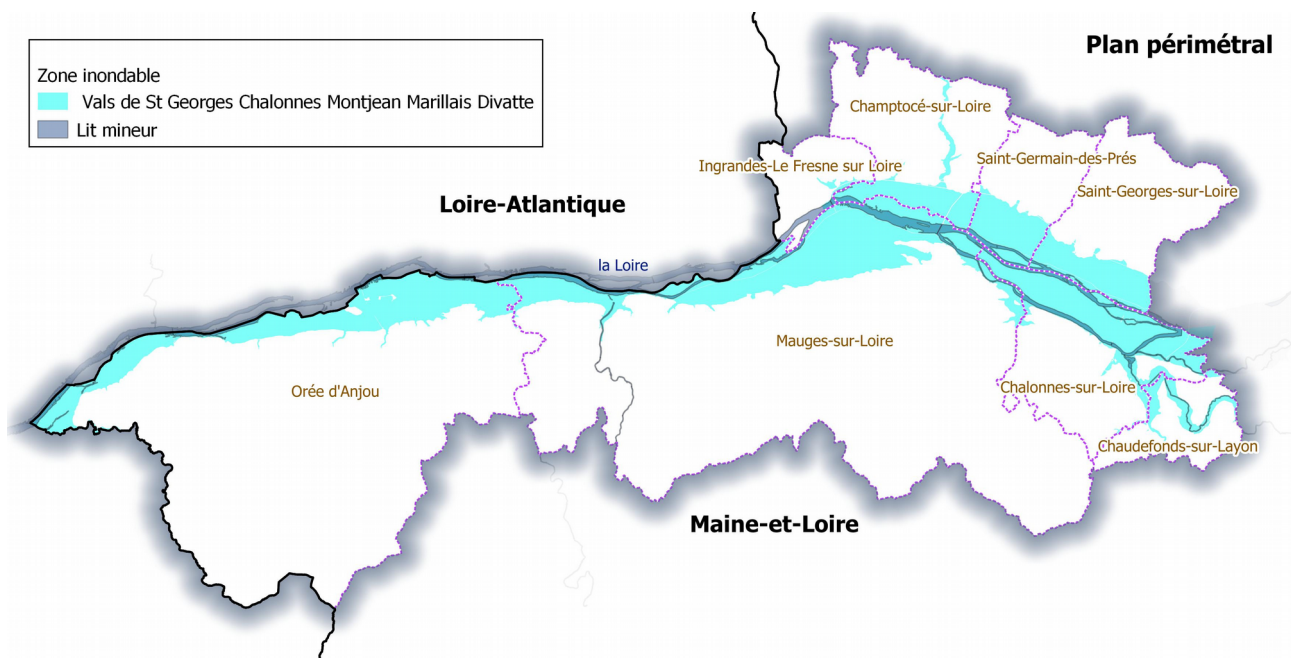 Plan périmétral
Zone inondable
Vals de St Georges Chalonnes Montjean Marillais Divatte
Lit mineur
Champtocé-sur-Loire
Ingrandes-Le Fresne sur Loire
Saint-Germain-des-Prés
Saint-Georges-sur-Loire
Loire-Atlantique
la Loire
Mauges-sur-Loire
Orée d'Anjou
Chalonnes-sur-Loire
Chaudefonds-sur-Layon
Maine-et-Loire